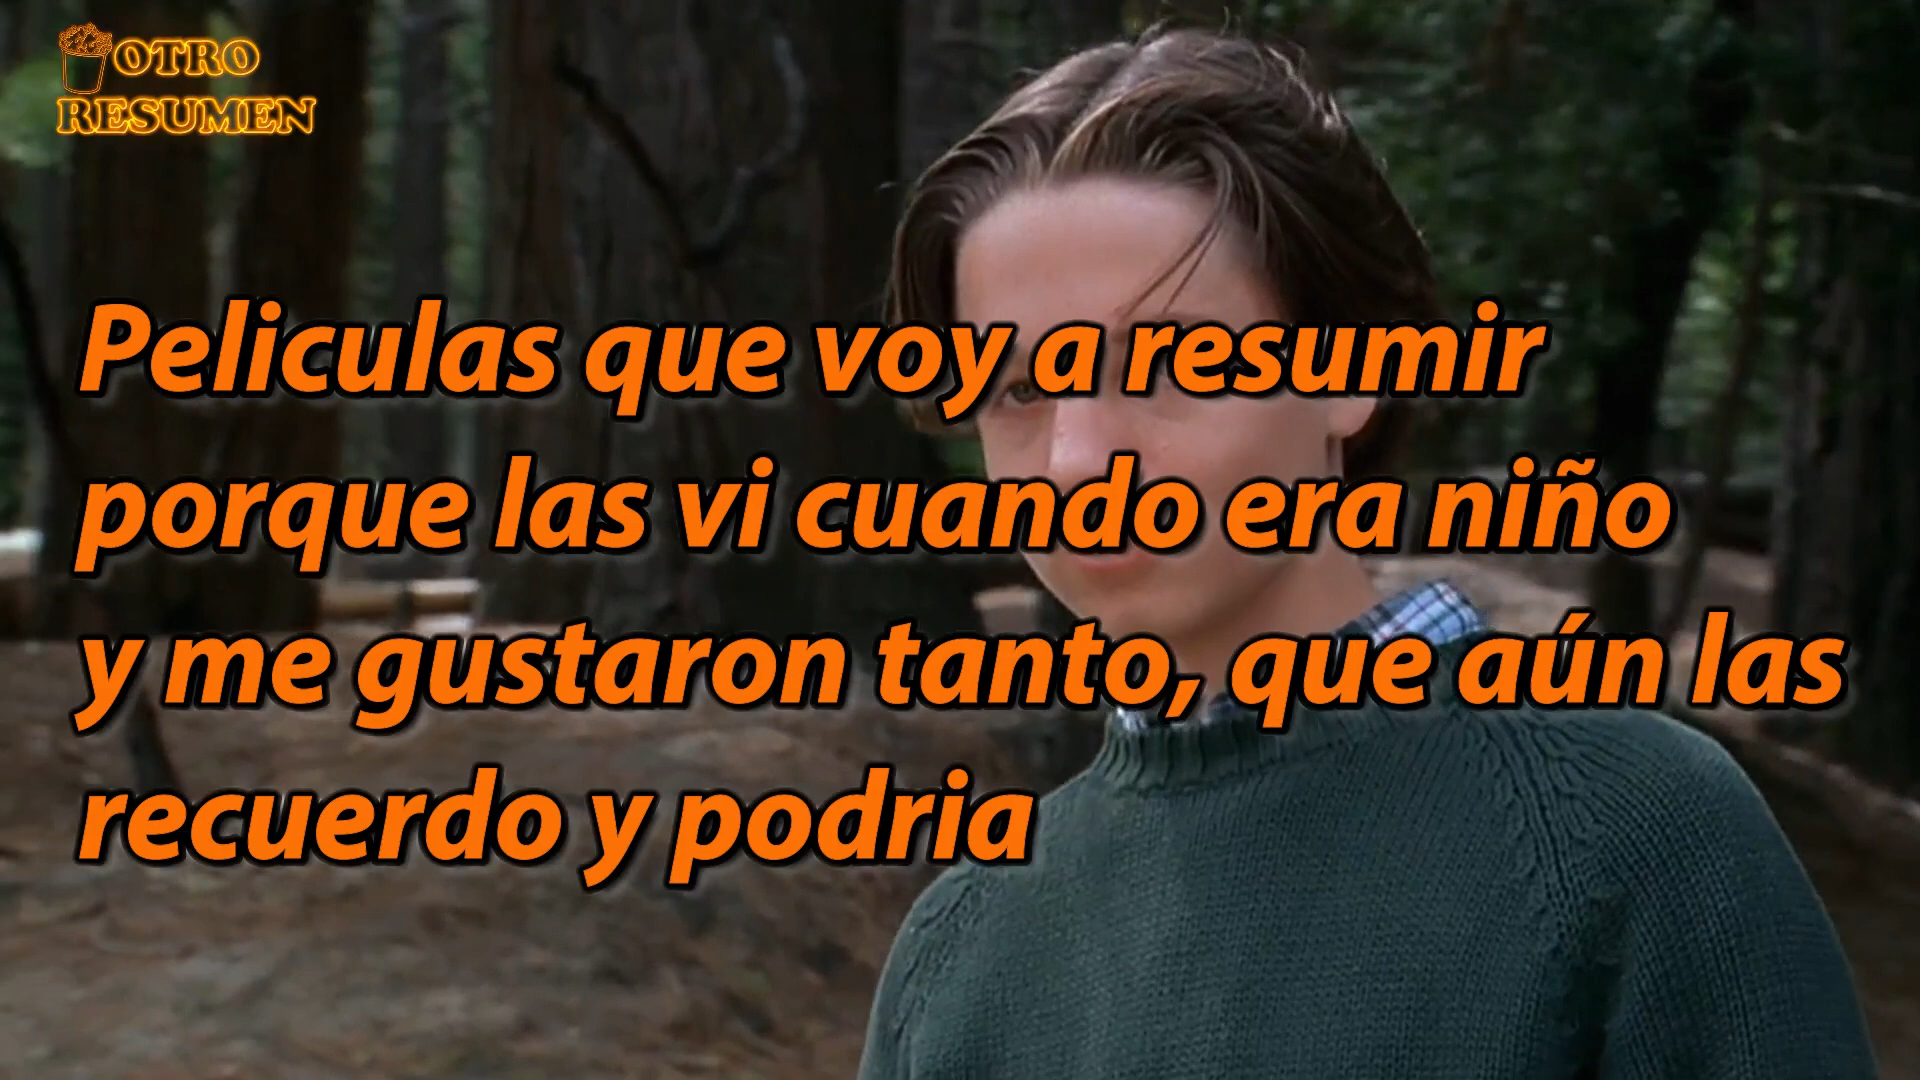 OTRO
RESUMEN
Peliculas que voy a resumir
porque las vi cuando era niño
y me gustaron tanto, que aún las
recuerdo y podria